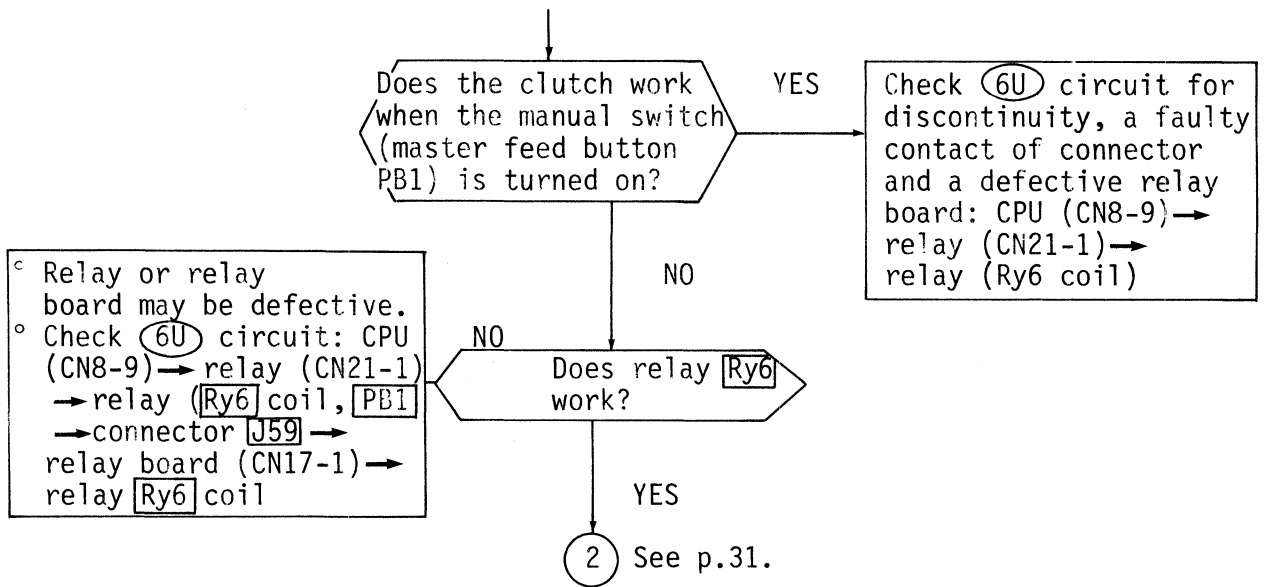 Does the clutch work
when the manual switch
(master feed button
PB1) is turned on?
YES
Check 6U circuit for
discontinuity, a faulty
contact of connector
and a defective relay
board: CPU (CN8-9)→
relay (CN21-1)→
relay (Ry6 coil)
NO
c Relay or relay
board may be defective.
° Check 6U circuit: CPU
(CN8-9)→ relay (CN21-1)
→relay (Ry6 coil, PB1
→connector J59 →
relay board (CN17-1)→
relay Ry6 coil
NO
Does relay Ry6
work?
YES
2 See p.31.